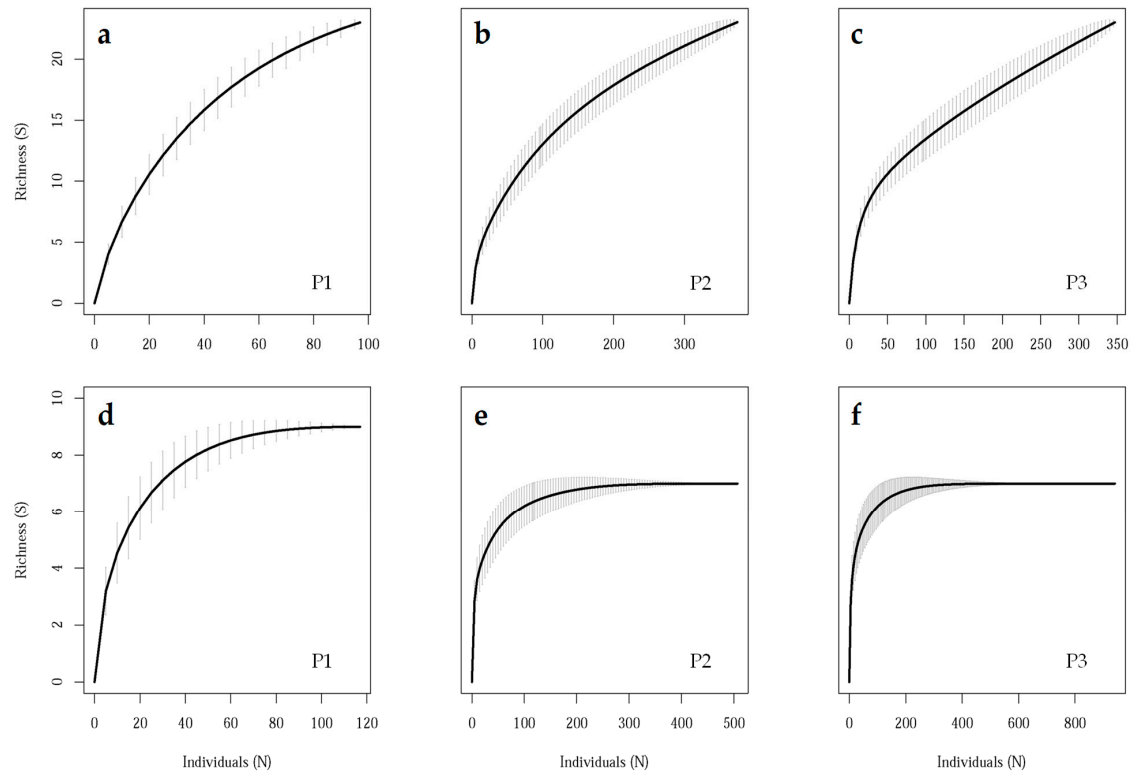 a
b
c
Richness (S)
20
15
10
5
0
P1
P2
P3
0 20 40 60 80 100
0 100 200 300
0 50 100 150 200 250 300 350
d
e
f
Richness (S)
10
8
6
4
2
0
P1
P2
P3
0 20 40 60 80 100 120
0 100 200 300 400 500
0 200 400 600 800
Individuals (N)
Individuals (N)
Individuals (N)